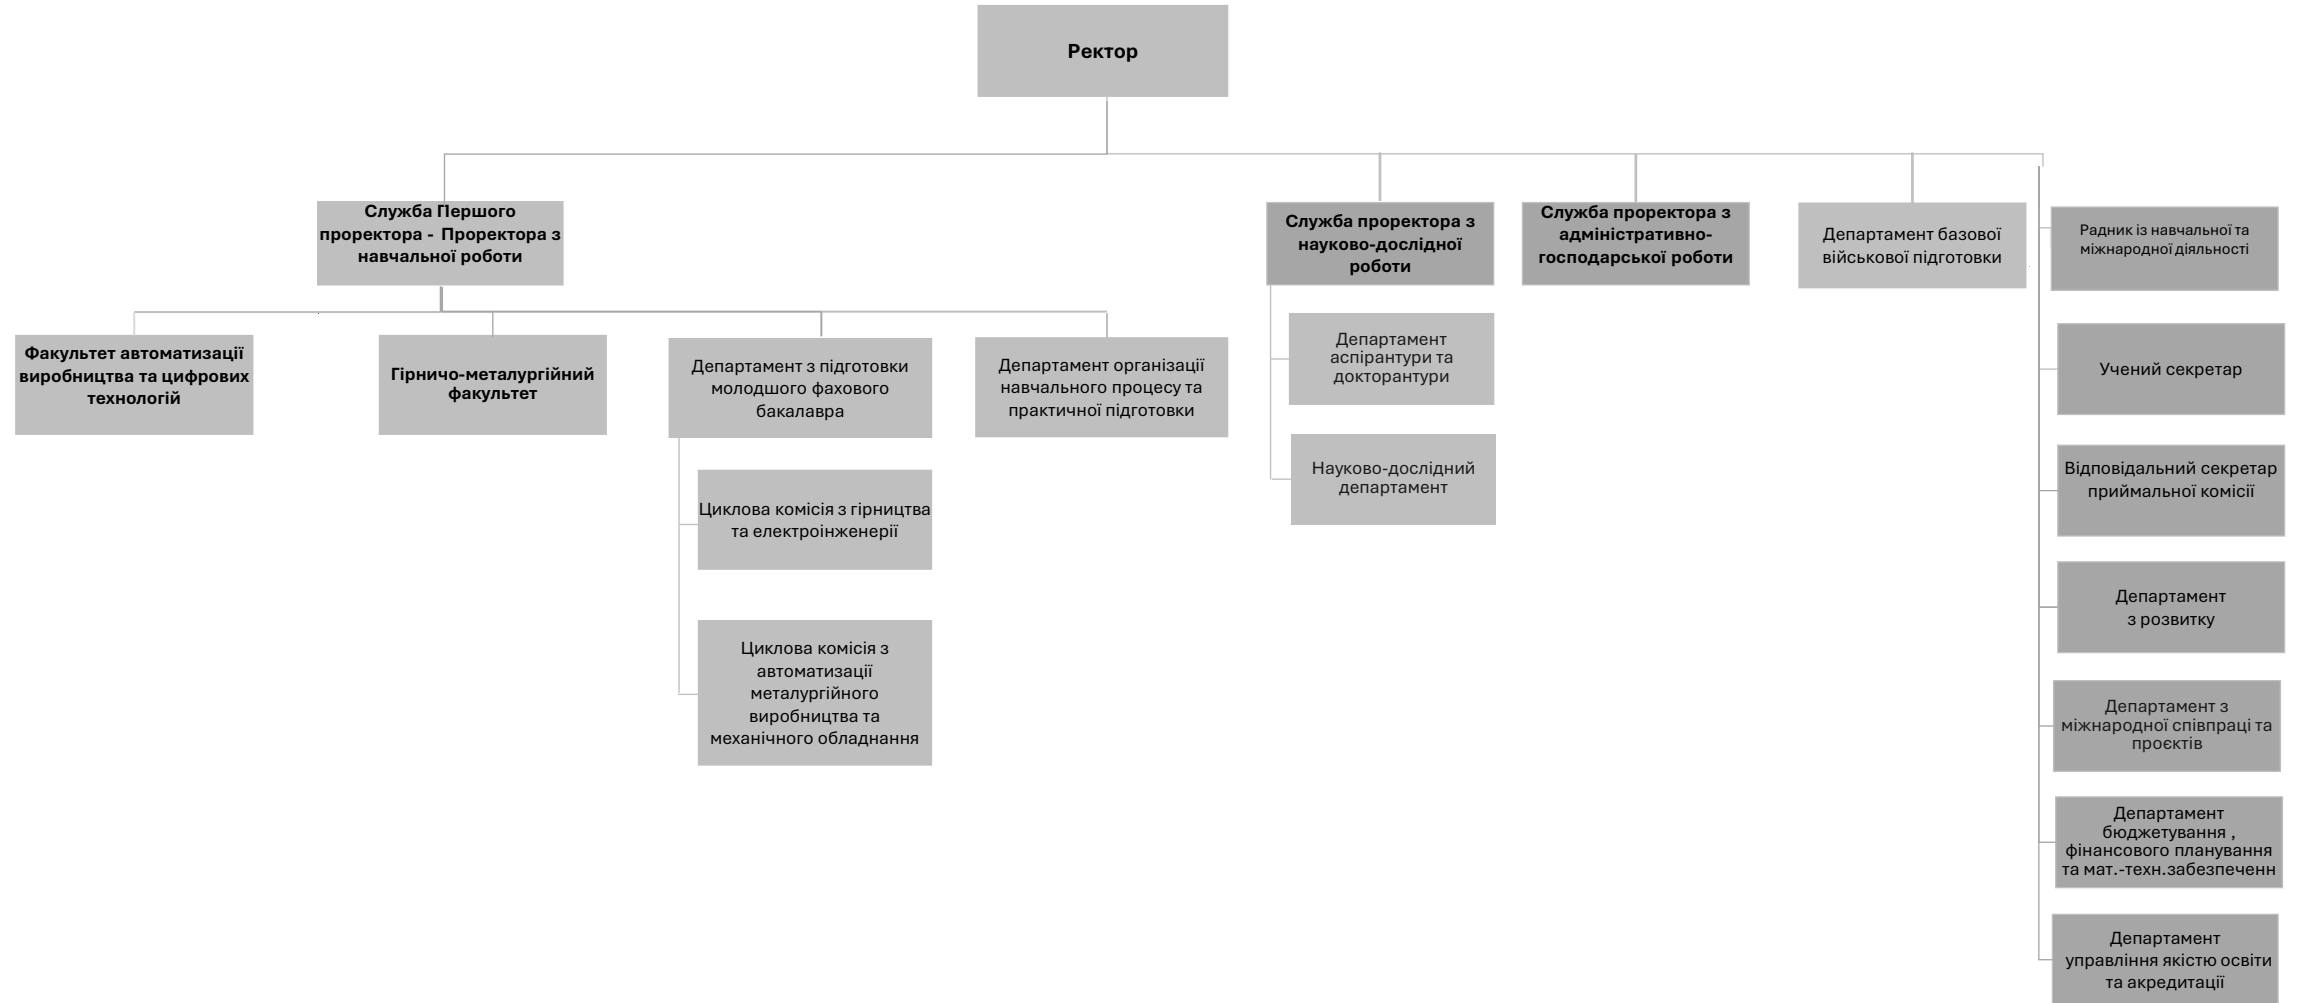 Ректор
Служба Першого
проректора - Проректора з
навчальної роботи
Служба проректора з
науково-дослідної
роботи
Служба проректора з
адміністративно-
господарської роботи
Департамент базової
військової підготовки
Радник із навчальної та
міжнародної діяльності
Факультет автоматизації
виробництва та цифрових
технологій
Гірничо-металургійний
факультет
Департамент з підготовки
молодшого фахового
бакалавра
Департамент організації
навчального процесу та
практичної підготовки
Департамент
аспірантури та
докторантури
Учений секретар
Циклова комісія з гірництва
та електроінженерії
Науково-дослідний
департамент
Відповідальний секретар
приймальної комісії
Циклова комісія з
автоматизації
металургійного
виробництва та
механічного обладнання
Департамент
з розвитку
Департамент з
міжнародної співпраці та
проєктів
Департамент
бюджетування ,
фінансового планування
та мат.-техн.забезпеченн
Департамент
управління якістю освіти
та акредитації